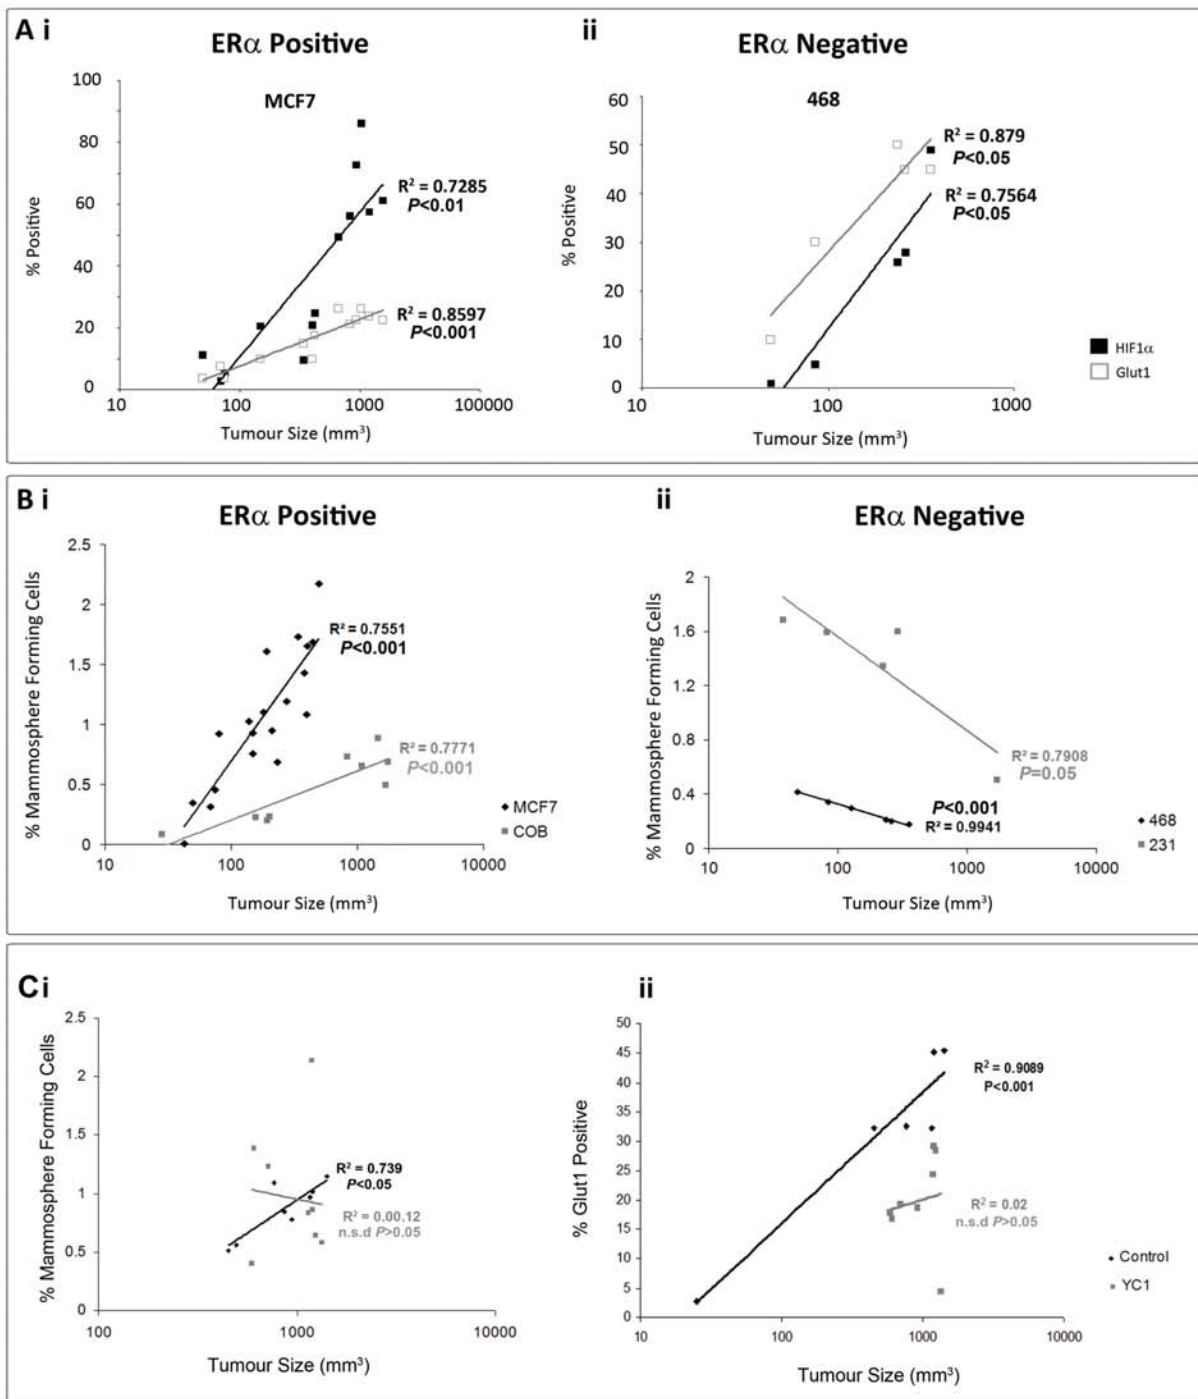 A i
ERα Positive
MCF7
100
80
60
40
20
0
10
100
1000
100000
% Positive
Tumour Size (mm³)
R² = 0.7285
P<0.01
R² = 0.8597
P<0.001
ii
ERα Negative
468
60
50
40
30
20
10
0
10
100
1000
% Positive
Tumour Size (mm³)
R² = 0.879
P<0.05
R² = 0.7564
P<0.05
HIF1α
Glut1
B i
ERα Positive
2.5
2
1.5
1
0.5
0
10
100
1000
10000
% Mammosphere Forming Cells
Tumour Size (mm³)
R² = 0.7551
P<0.001
R² = 0.7771
P<0.001
MCF7
COB
ii
ERα Negative
2
1.6
1.2
0.8
0.4
0
10
100
1000
10000
% Mammosphere Forming Cells
Tumour Size (mm³)
R² = 0.7908
P=0.05
P<0.001
R² = 0.9941
468
231
C i
2.5
2
1.5
1
0.5
0
100
1000
10000
% Mammosphere Forming Cells
Tumour Size (mm³)
R² = 0.739
P<0.05
R² = 0.00.12
n.s.d P>0.05
ii
50
45
40
35
30
25
20
15
10
5
0
10
100
1000
10000
% Glut1 Positive
Tumour Size (mm³)
R² = 0.9089
P<0.001
R² = 0.02
n.s.d P>0.05
Control
YC1